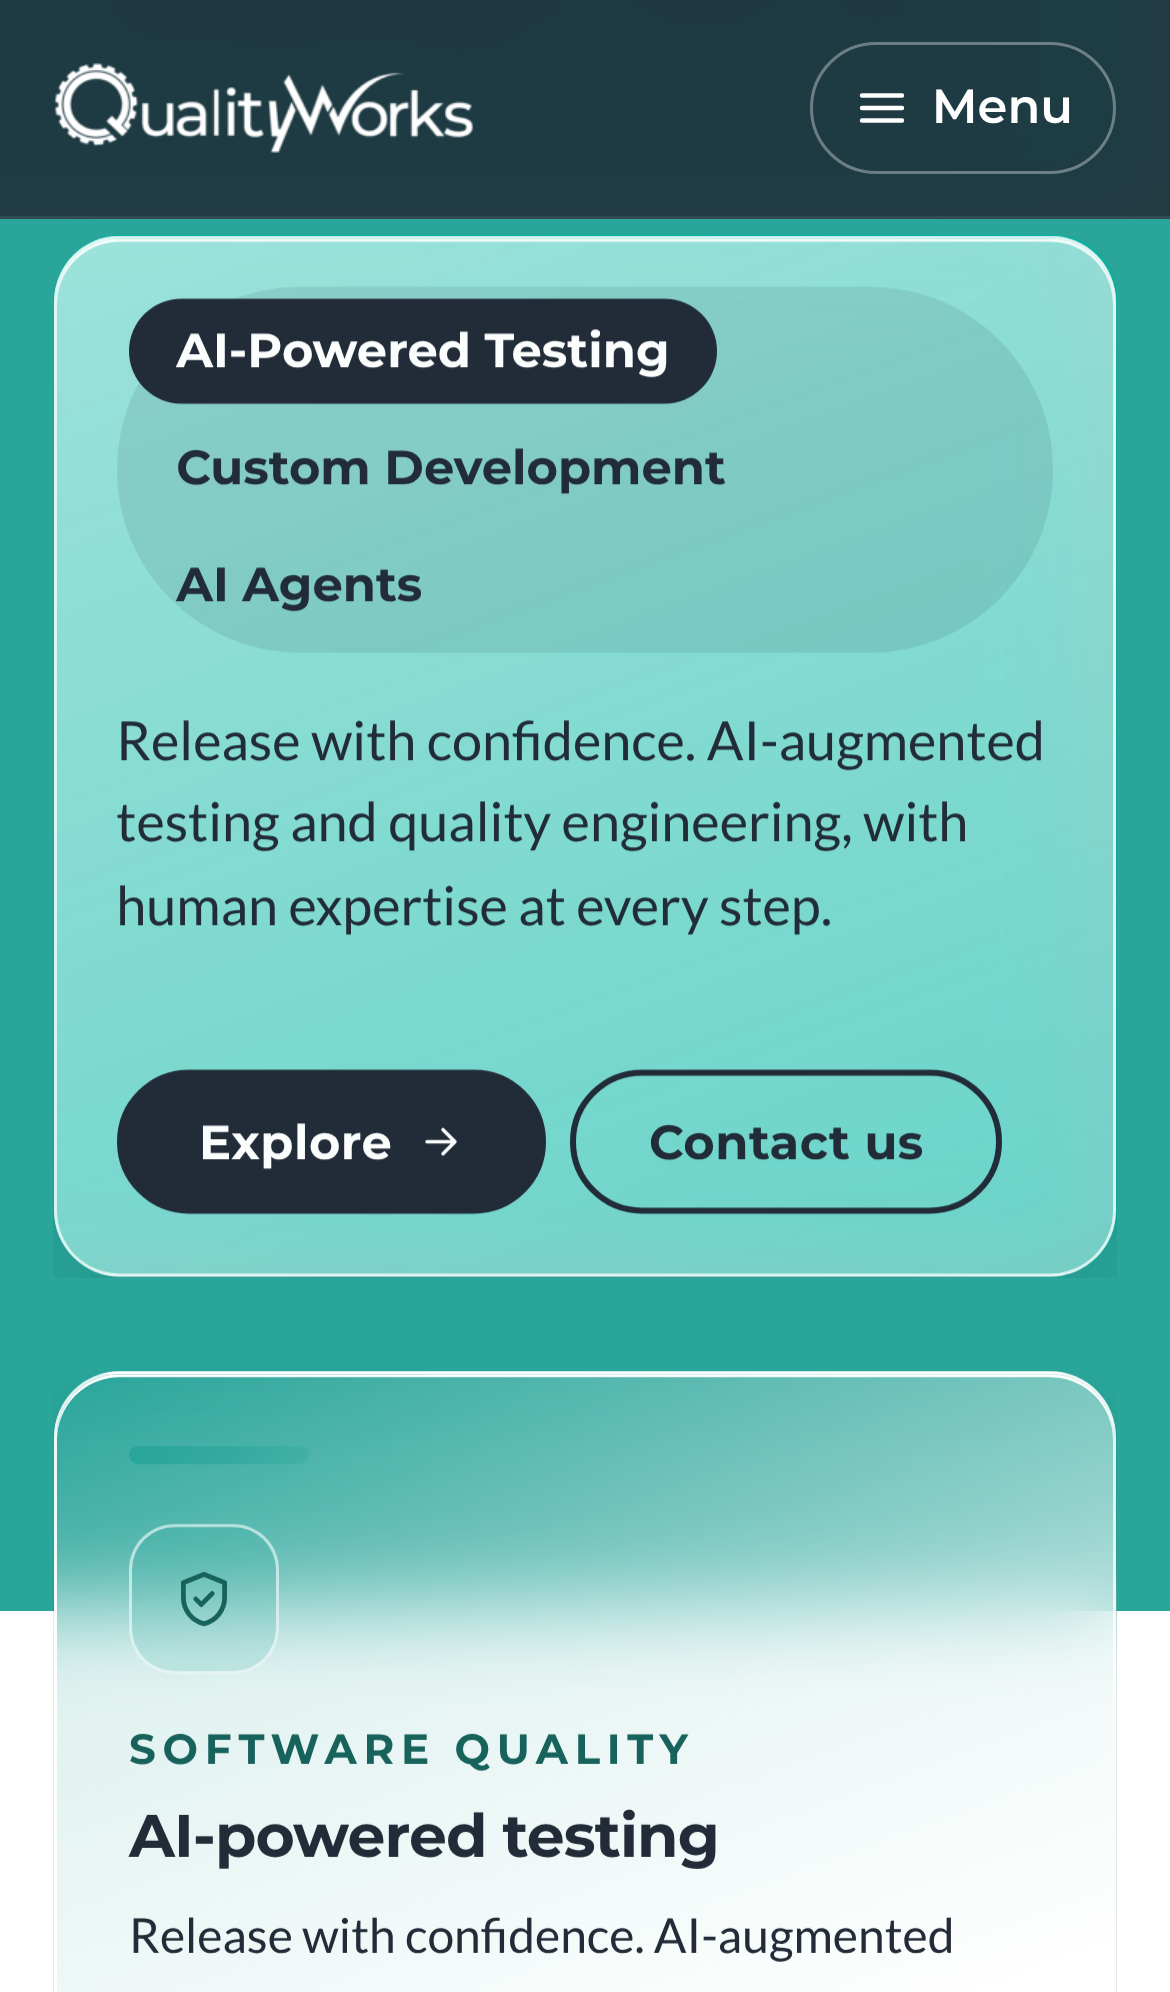 QualityWorks
Menu
AI-Powered Testing
Custom Development
AI Agents
Release with confidence. AI-augmented
testing and quality engineering, with
human expertise at every step.
Explore →
Contact us
SOFTWARE QUALITY
AI-powered testing
Release with confidence. AI-augmented